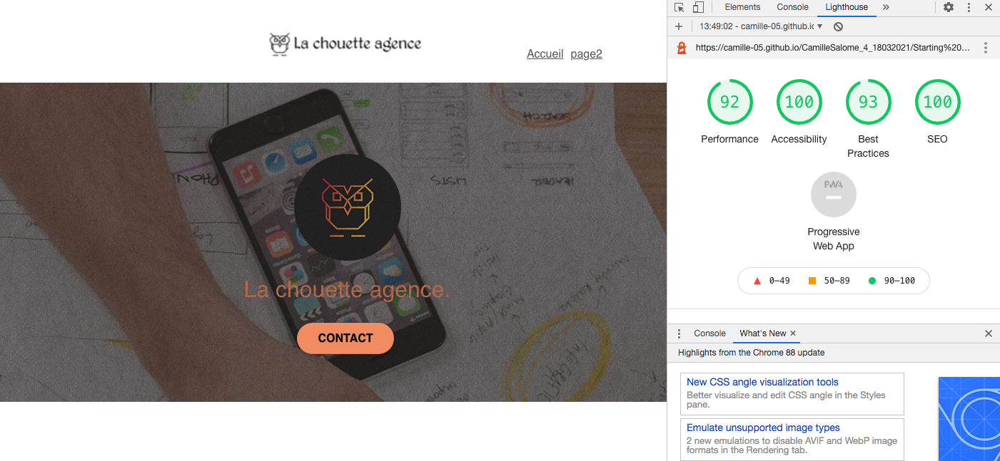 La chouette agence
Accueil page2
HEADER
LISTS
La chouette agence.
CONTACT
Elements Console Lighthouse »
+ 13:49:02 - camille-05.github.ic ▼
https://camille-05.github.io/CamilleSalome_4_18032021/Starting%20...
92 100 93 100
Performance Accessibility Best Practices SEO
PWA
Progressive
Web App
0–49 50–89 90–100
Console What's New ×
Highlights from the Chrome 88 update
New CSS angle visualization tools
Better visualize and edit CSS angle in the Styles
pane.
Emulate unsupported image types
2 new emulations to disable AVIF and WebP image
formats in the Rendering tab.